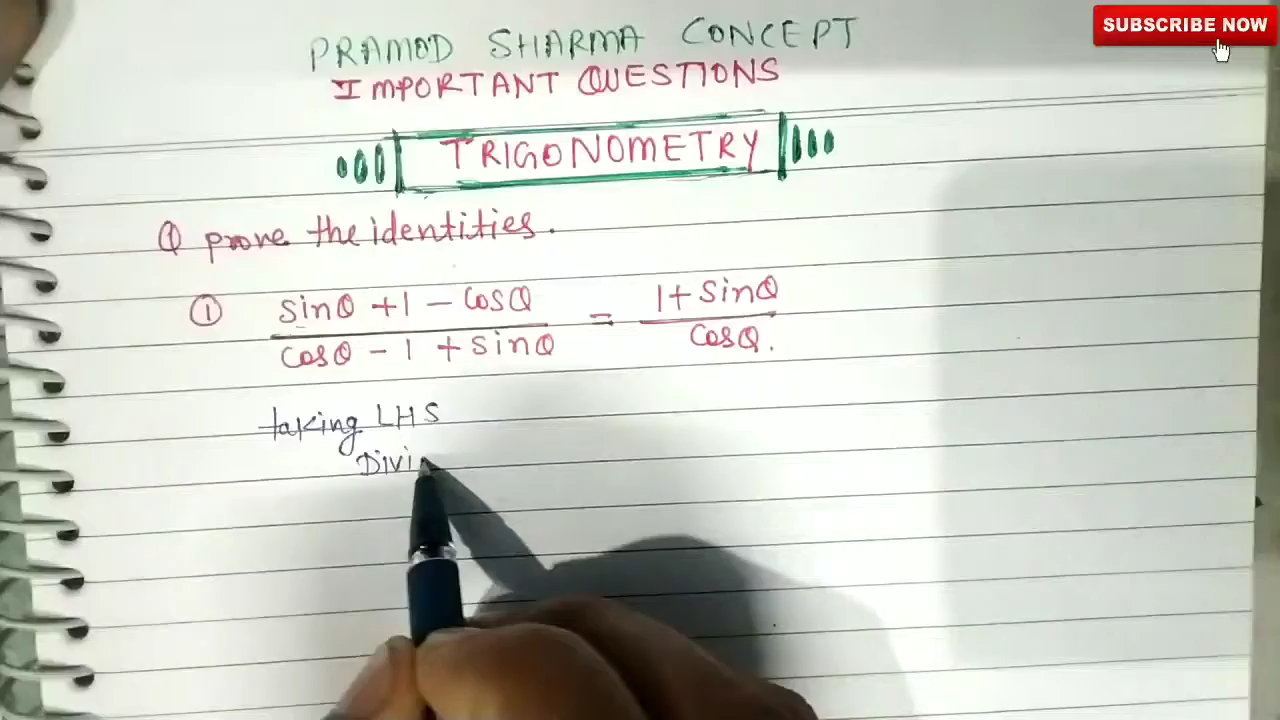 SUBSCRIBE NOW
PRAMOD SHARMA CONCEPT
IMPORTANT QUESTIONS
TRIGONOMETRY
Q prove the identities.
① sinθ + 1 - cosθ / cosθ - 1 + sinθ = 1 + sinθ / cosθ.
taking LHS
Divi